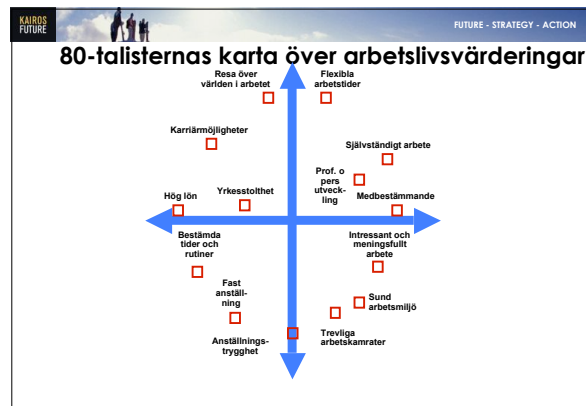 KAIROS
FUTURE
FUTURE - STRATEGY - ACTION
80-talisternas karta över arbetslivsvärderingar
Resa över
världen i arbetet
Flexibla
arbetstider
Karriärmöjligheter
Självständigt arbete
Prof. o
pers
utveck-
ling
Hög lön
Yrkesstolthet
Medbestämmande
Bestämda
tider och
rutiner
Intressant och
meningsfullt
arbete
Fast
anställ-
ning
Sund
arbetsmiljö
Anställnings-
trygghet
Trevliga
arbetskamrater